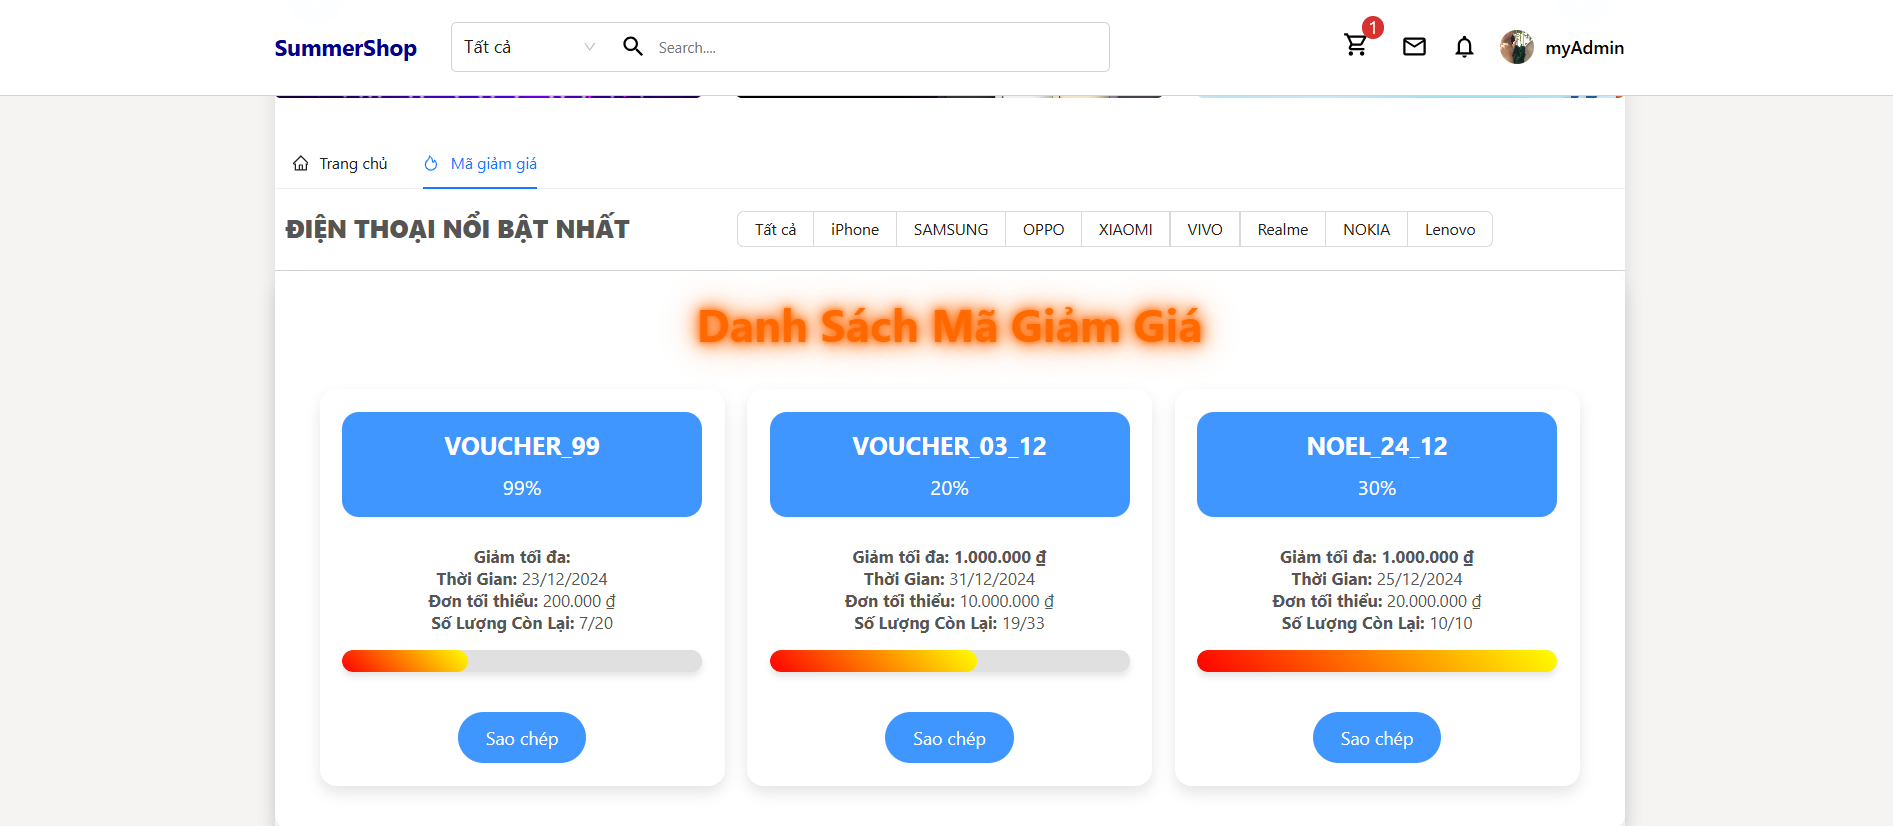 SummerShop
Tất cả
Search....
1
myAdmin
Trang chủ
Mã giảm giá
ĐIỆN THOẠI NỔI BẬT NHẤT
Tất cả
iPhone
SAMSUNG
OPPO
XIAOMI
VIVO
Realme
NOKIA
Lenovo
Danh Sách Mã Giảm Giá
VOUCHER_99
99%
Giảm tối đa:
Thời Gian: 23/12/2024
Đơn tối thiểu: 200.000 ₫
Số Lượng Còn Lại: 7/20
Sao chép
VOUCHER_03_12
20%
Giảm tối đa: 1.000.000 ₫
Thời Gian: 31/12/2024
Đơn tối thiểu: 10.000.000 ₫
Số Lượng Còn Lại: 19/33
Sao chép
NOEL_24_12
30%
Giảm tối đa: 1.000.000 ₫
Thời Gian: 25/12/2024
Đơn tối thiểu: 20.000.000 ₫
Số Lượng Còn Lại: 10/10
Sao chép